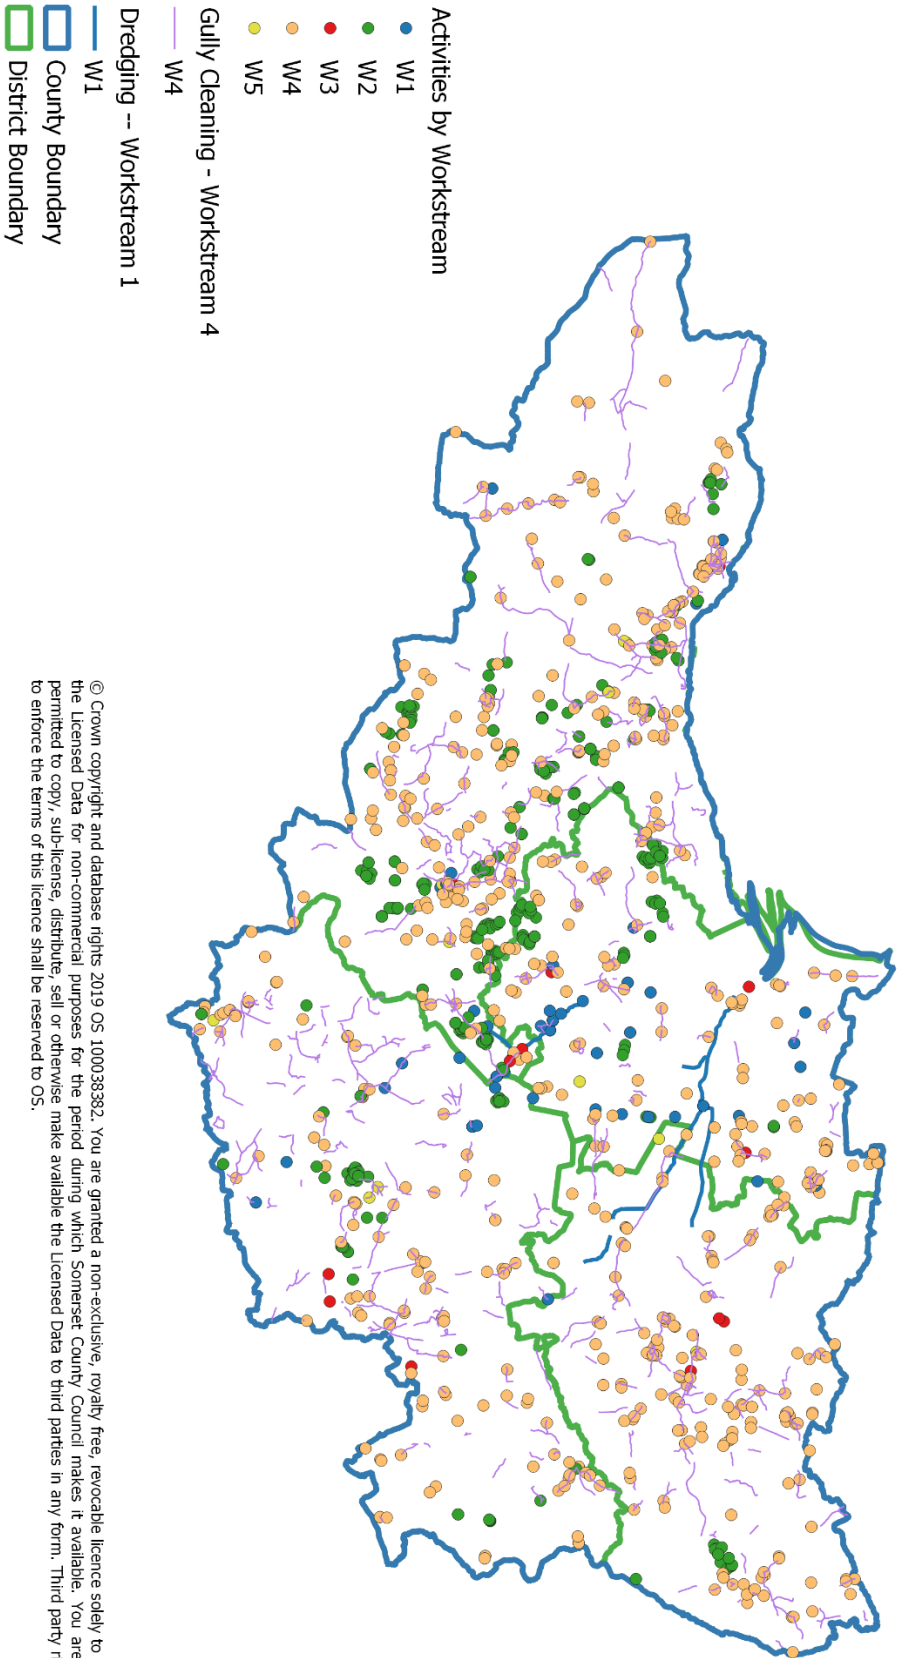 Activities by Workstream
W1
W2
W3
W4
W5
Gully Cleaning - Workstream 4
W4
Dredging -- Workstream 1
W1
County Boundary
District Boundary
© Crown copyright and database rights 2019 OS 100038382. You are granted a non-exclusive, royalty free, revocable licence solely to
the Licensed Data for non-commercial purposes for the period during which Somerset County Council makes it available. You are
permitted to copy, sub-license, distribute, sell or otherwise make available the Licensed Data to third parties in any form. Third party
to enforce the terms of this licence shall be reserved to OS.